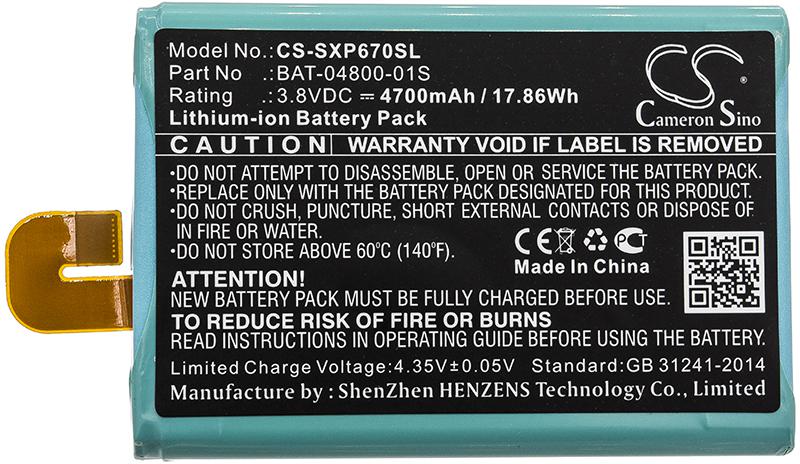 Model No.: CS-SXP670SL
Part No : BAT-04800-01S
Rating : 3.8VDC ⎓ 4700mAh / 17.86Wh
Lithium-ion Battery Pack
Cameron Sino
CAUTION WARRANTY VOID IF LABEL IS REMOVED
•DO NOT ATTEMPT TO DISASSEMBLE, OPEN OR SERVICE THE BATTERY PACK.
•REPLACE ONLY WITH THE BATTERY PACK DESIGNATED FOR THIS PRODUCT.
•DO NOT CRUSH, PUNCTURE, SHORT EXTERNAL CONTACTS OR DISPOSE OF
IN FIRE OR WATER.
•DO NOT STORE ABOVE 60°C (140°F).
CE PCT
Made In China
ATTENTION!
NEW BATTERY PACK MUST BE FULLY CHARGED BEFORE USE.
TO REDUCE RISK OF FIRE OR BURNS
READ INSTRUCTIONS IN OPERATING GUIDE BEFORE USING THE BATTERY.
Limited Charge Voltage:4.35V±0.05V Standard:GB 31241-2014
Manufacture by : ShenZhen HENZENS Technology Co., Limited